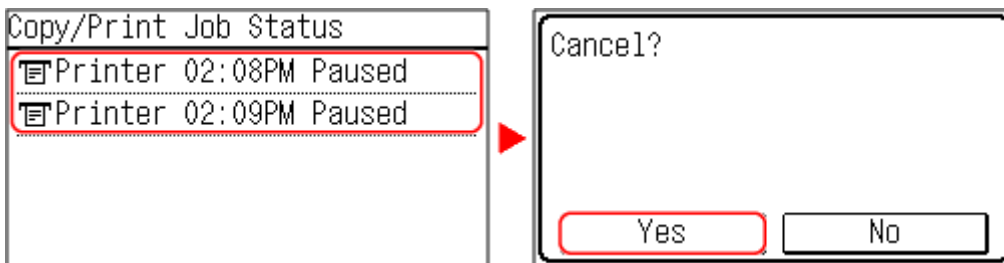 Copy/Print Job Status
Printer 02:08PM Paused
Printer 02:09PM Paused
Cancel?
Yes
No